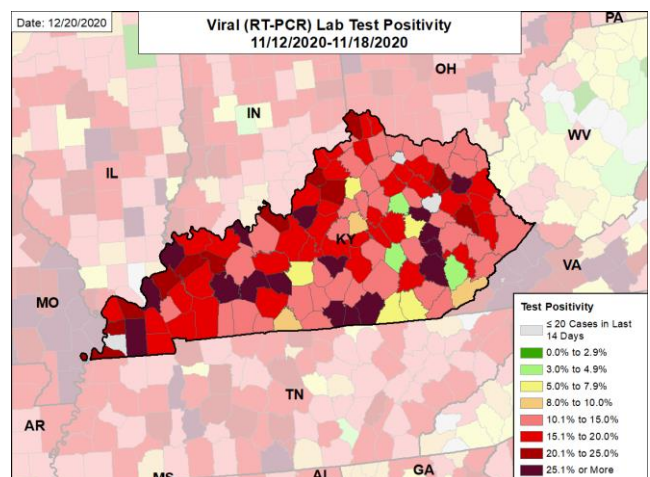 Date: 12/20/2020
Viral (RT-PCR) Lab Test Positivity
11/12/2020-11/18/2020
PA
OH
IN
WV
IL
KY
VA
MO
TN
AR
MS
AL
GA
Test Positivity
≤ 20 Cases in Last
14 Days
0.0% to 2.9%
3.0% to 4.9%
5.0% to 7.9%
8.0% to 10.0%
10.1% to 15.0%
15.1% to 20.0%
20.1% to 25.0%
25.1% or More